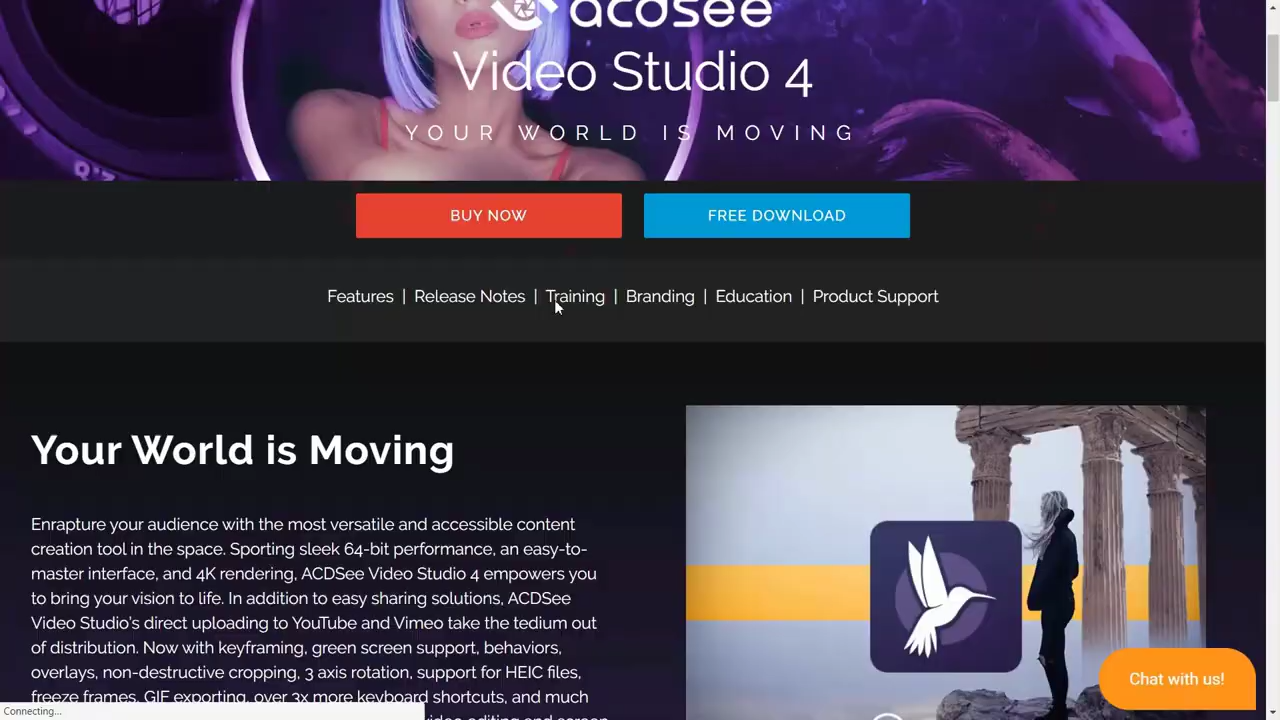 acdsee
Video Studio 4
YOUR WORLD IS MOVING
BUY NOW
FREE DOWNLOAD
Features | Release Notes | Training | Branding | Education | Product Support
Your World is Moving
Enrapture your audience with the most versatile and accessible content
creation tool in the space. Sporting sleek 64-bit performance, an easy-to-
master interface, and 4K rendering, ACDSee Video Studio 4 empowers you
to bring your vision to life. In addition to easy sharing solutions, ACDSee
Video Studio's direct uploading to YouTube and Vimeo take the tedium out
of distribution. Now with keyframing, green screen support, behaviors,
overlays, non-destructive cropping, 3 axis rotation, support for HEIC files,
freeze frames, GIF exporting, over 3x more keyboard shortcuts, and much
video editing and screen
Chat with us!
Connecting...